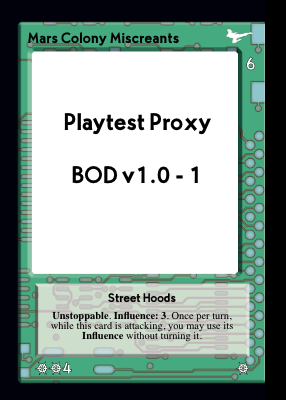 Mars Colony Miscreants
6
Playtest Proxy
BOD v1.0 - 1
Street Hoods
Unstoppable. Influence: 3. Once per turn,
while this card is attacking, you may use its
Influence without turning it.
4